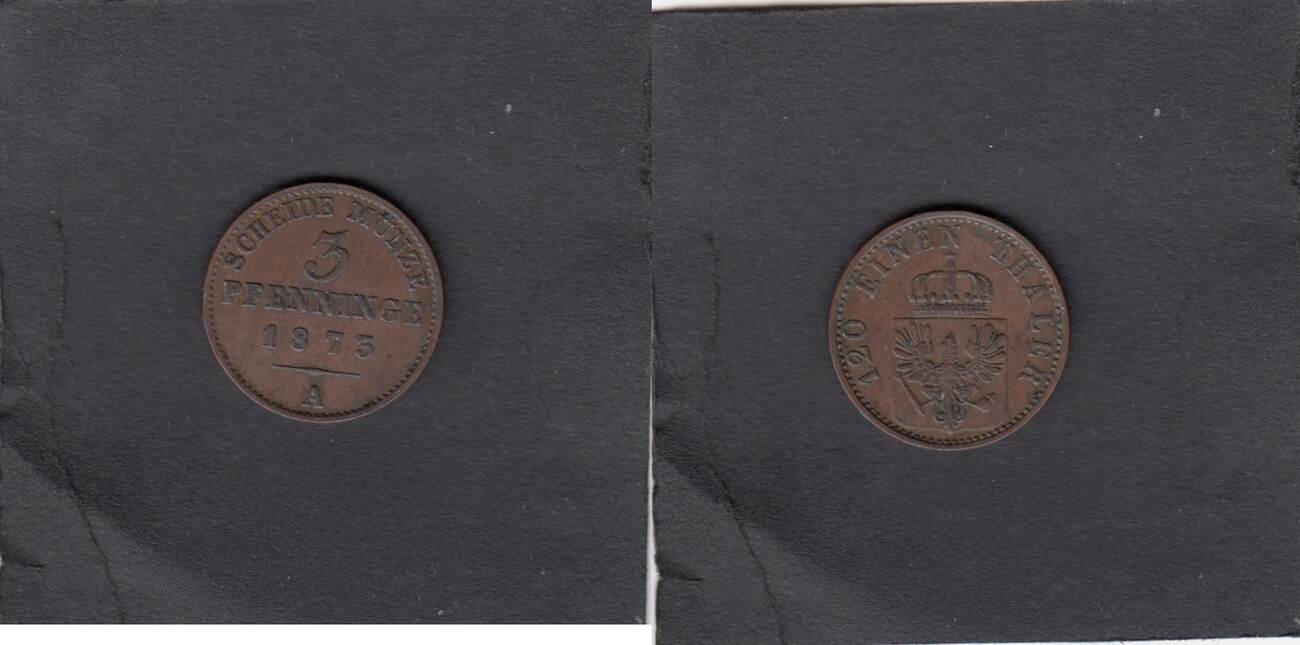 SCHEIDE MÜNZE
3
PFENNINGE
1873
A
120 EINEN THALER